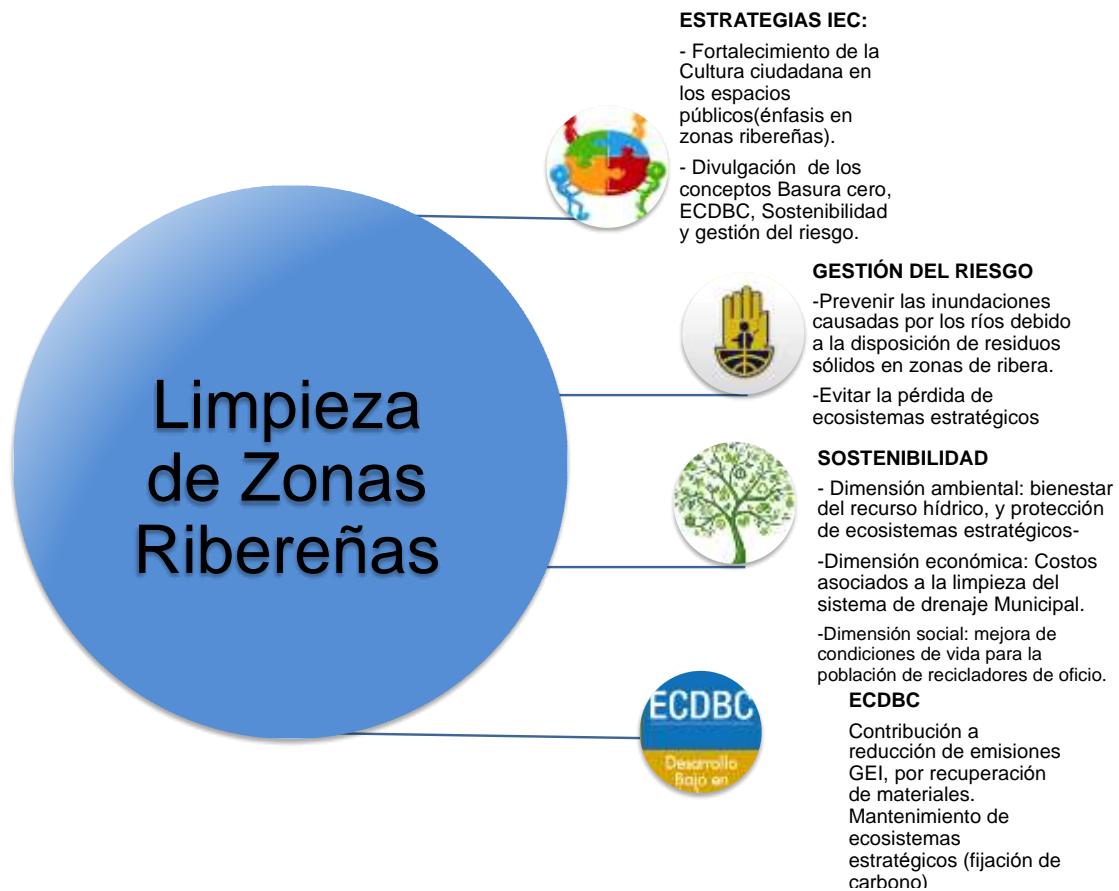 ESTRATEGIAS IEC:
- Fortalecimiento de la
Cultura ciudadana en
los espacios
públicos(énfasis en
zonas ribereñas).
- Divulgación de los
conceptos Basura cero,
ECDBC, Sostenibilidad
y gestión del riesgo.
GESTIÓN DEL RIESGO
-Prevenir las inundaciones
causadas por los ríos debido
a la disposición de residuos
sólidos en zonas de ribera.
-Evitar la pérdida de
ecosistemas estratégicos
Limpieza
de Zonas
Ribereñas
SOSTENIBILIDAD
- Dimensión ambiental: bienestar
del recurso hídrico, y protección
de ecosistemas estratégicos-
-Dimensión económica: Costos
asociados a la limpieza del
sistema de drenaje Municipal.
-Dimensión social: mejora de
condiciones de vida para la
población de recicladores de oficio.
ECDBC
Desarrollo
Bajo en
ECDBC
Contribución a
reducción de emisiones
GEI, por recuperación
de materiales.
Mantenimiento de
ecosistemas
estratégicos (fijación de
carbono)